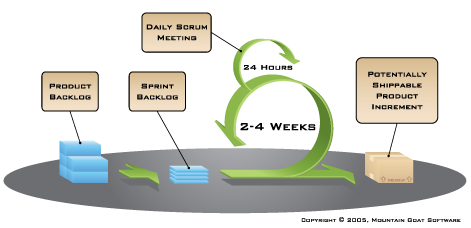 Daily Scrum
Meeting
24 Hours
Product
Backlog
Sprint
Backlog
2-4 Weeks
Potentially
Shippable
Product
Increment
Copyright © 2005, Mountain Goat Software